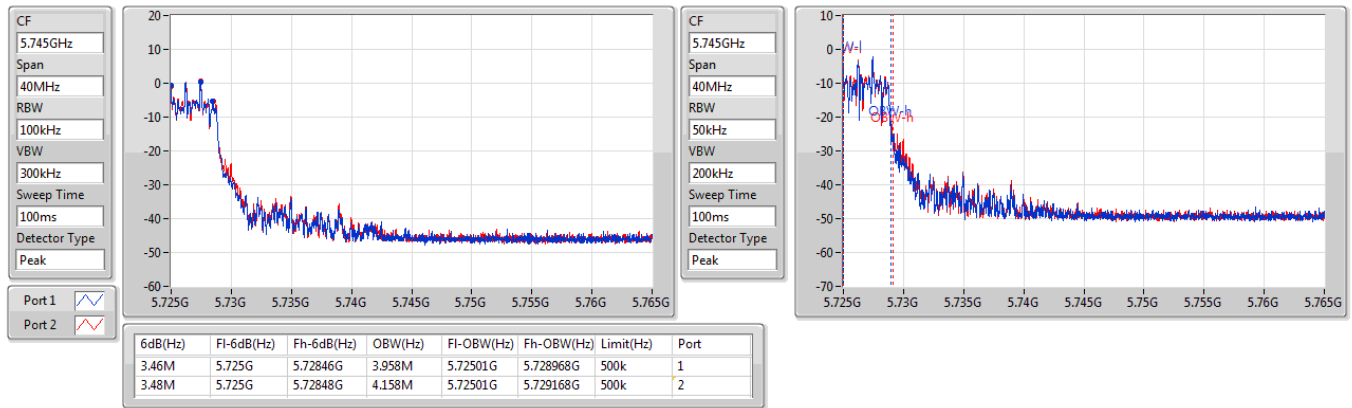 CF
5.745GHz
Span
40MHz
RBW
100kHz
VBW
300kHz
Sweep Time
100ms
Detector Type
Peak
Port 1
Port 2
20
10
0
-10
-20
-30
-40
-50
-60
5.725G 5.73G 5.735G 5.74G 5.745G 5.75G 5.755G 5.76G 5.765G
CF
5.745GHz
Span
40MHz
RBW
50kHz
VBW
200kHz
Sweep Time
100ms
Detector Type
Peak
10
0
-10
-20
-30
-40
-50
-60
-70
W-l
OBW-h
OBW-h
5.725G 5.73G 5.735G 5.74G 5.745G 5.75G 5.755G 5.76G 5.765G
6dB(Hz) Fl-6dB(Hz) Fh-6dB(Hz) OBW(Hz) Fl-OBW(Hz) Fh-OBW(Hz) Limit(Hz) Port
3.46M 5.725G 5.72846G 3.958M 5.72501G 5.728968G 500k 1
3.48M 5.725G 5.72848G 4.158M 5.72501G 5.729168G 500k 2